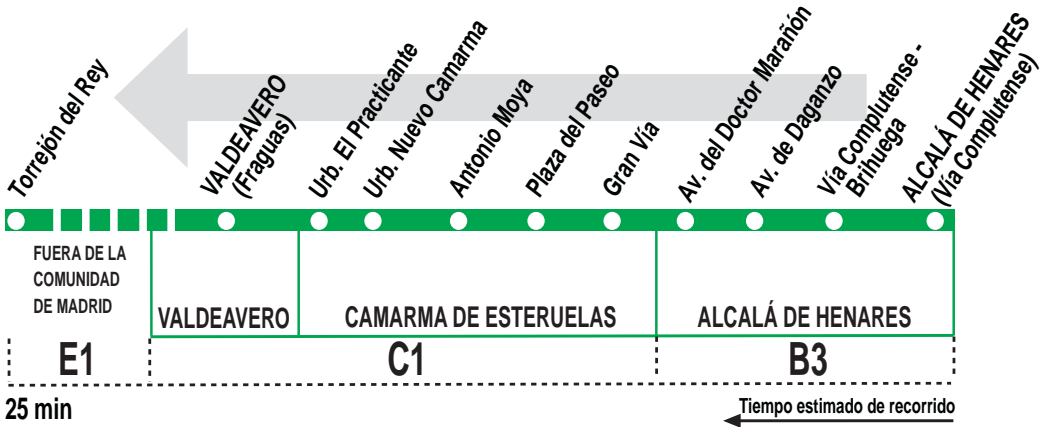 Torrejón del Rey
VALDEAVERO
(Fraguas)
Urb. El Practicante
Urb. Nuevo Camarma
Antonio Moya
Plaza del Paseo
Gran Vía
Av. del Doctor Marañón
Av. de Daganzo
Vía Complutense -
Brihuega
ALCALÁ DE HENARES
(Vía Complutense)
FUERA DE LA
COMUNIDAD
DE MADRID
VALDEAVERO
CAMARMA DE ESTERUELAS
ALCALÁ DE HENARES
E1
C1
B3
25 min
Tiempo estimado de recorrido